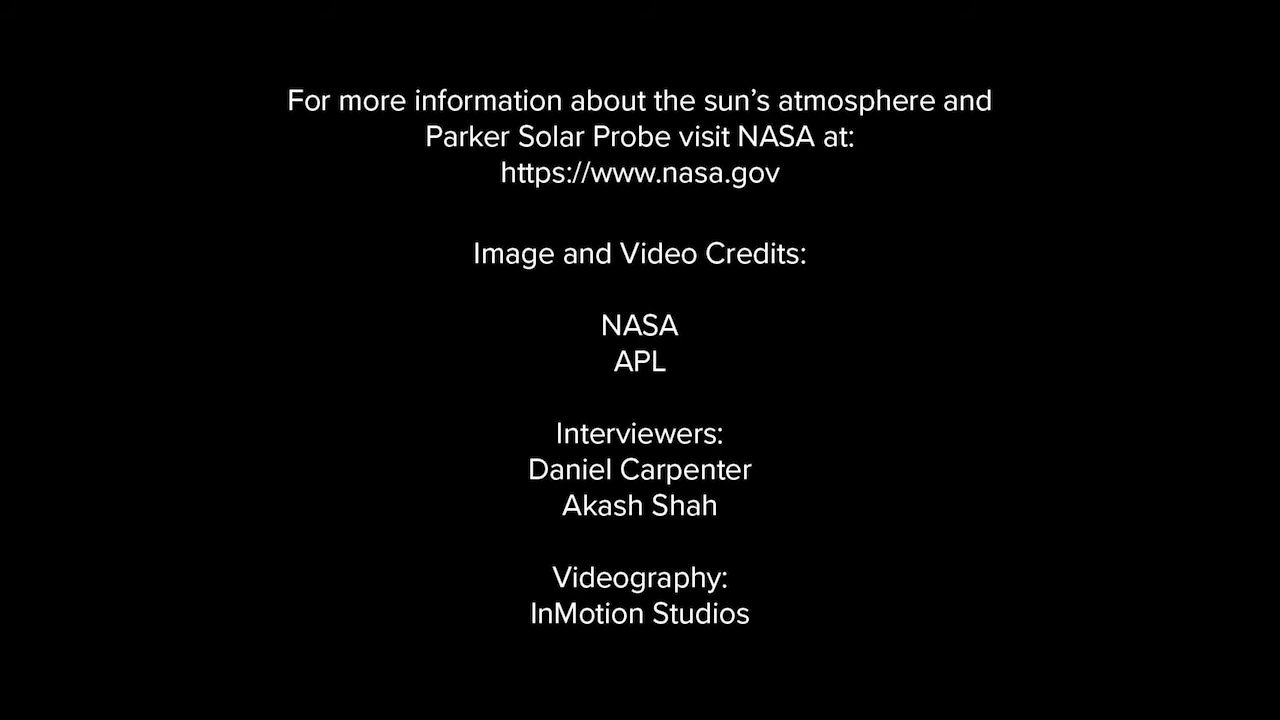 For more information about the sun’s atmosphere and
Parker Solar Probe visit NASA at:
https://www.nasa.gov
Image and Video Credits:
NASA
APL
Interviewers:
Daniel Carpenter
Akash Shah
Videography:
InMotion Studios